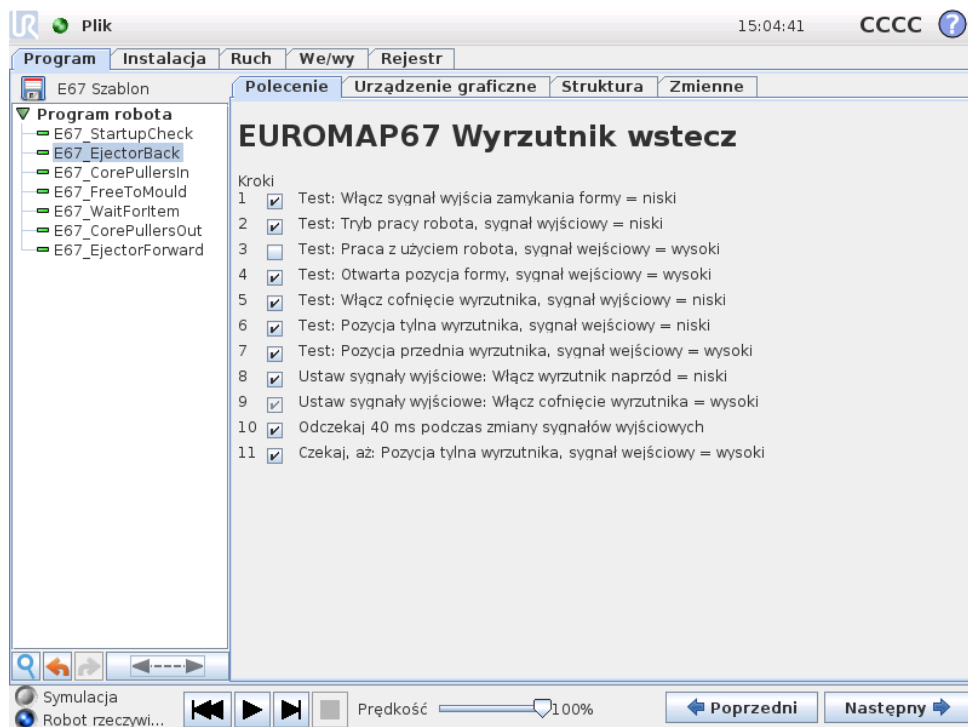 UR Plik 15:04:41 CCCC ?
Program Instalacja Ruch We/wy Rejestr
E67 Szablon
Program robota
E67_StartupCheck
E67_EjectorBack
E67_CorePullersIn
E67_FreeToMould
E67_WaitForItem
E67_CorePullersOut
E67_EjectorForward
Polecenie Urządzenie graficzne Struktura Zmienne
EUROMAP67 Wyrzutnik wstecz
Kroki
1 Test: Włącz sygnał wyjścia zamykania formy = niski
2 Test: Tryb pracy robota, sygnał wyjściowy = niski
3 Test: Praca z użyciem robota, sygnał wejściowy = wysoki
4 Test: Otwarta pozycja formy, sygnał wejściowy = wysoki
5 Test: Włącz cofnięcie wyrzutnika, sygnał wyjściowy = niski
6 Test: Pozycja tylna wyrzutnika, sygnał wejściowy = niski
7 Test: Pozycja przednia wyrzutnika, sygnał wejściowy = wysoki
8 Ustaw sygnały wyjściowe: Włącz wyrzutnik naprzód = niski
9 Ustaw sygnały wyjściowe: Włącz cofnięcie wyrzutnika = wysoki
10 Odczekaj 40 ms podczas zmiany sygnałów wyjściowych
11 Czekaj, aż: Pozycja tylna wyrzutnika, sygnał wejściowy = wysoki
Symulacja
Robot rzeczywi...
Prędkość 100%
Poprzedni Następny